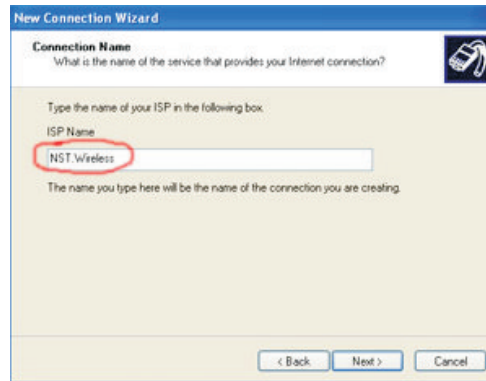 New Connection Wizard
Connection Name
What is the name of the service that provides your Internet connection?
Type the name of your ISP in the following box.
ISP Name
NST.Wireless
The name you type here will be the name of the connection you are creating.
< Back
Next >
Cancel